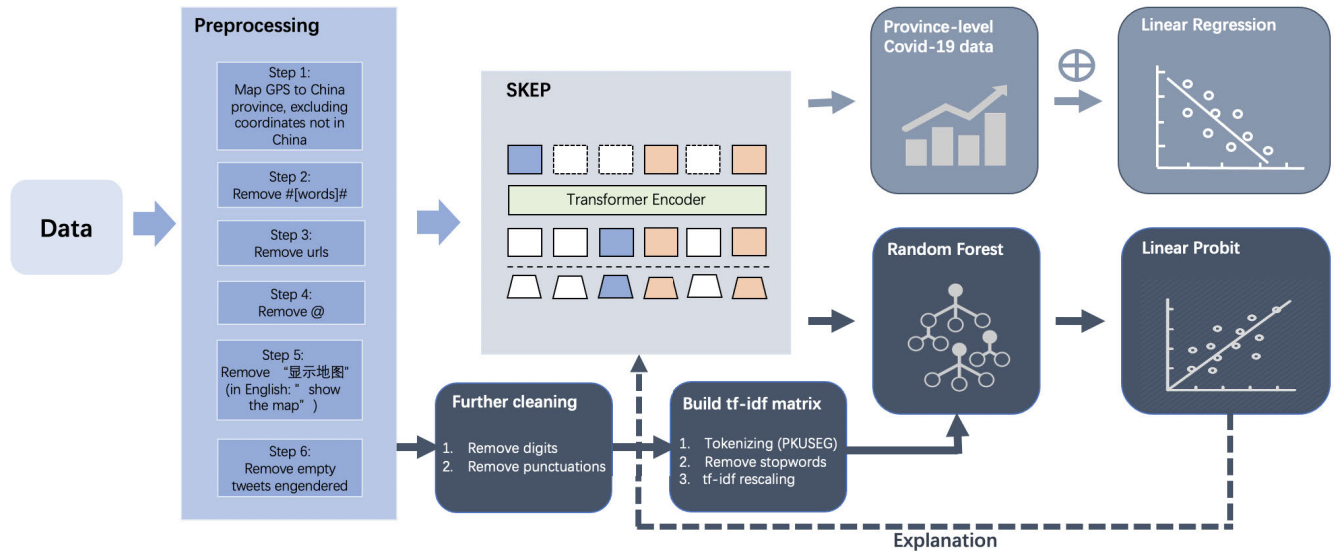 Data
Preprocessing
Step 1:
Map GPS to China
province, excluding
coordinates not in
China
Step 2:
Remove #[words]#
Step 3:
Remove urls
Step 4:
Remove @
Step 5:
Remove “显示地图”
(in English: ” show
the map” )
Step 6:
Remove empty
tweets engendered
SKEP
Transformer Encoder
Further cleaning
1. Remove digits
2. Remove punctuations
Build tf-idf matrix
1. Tokenizing (PKUSEG)
2. Remove stopwords
3. tf-idf rescaling
Province-level
Covid-19 data
Linear Regression
Random Forest
Linear Probit
Explanation